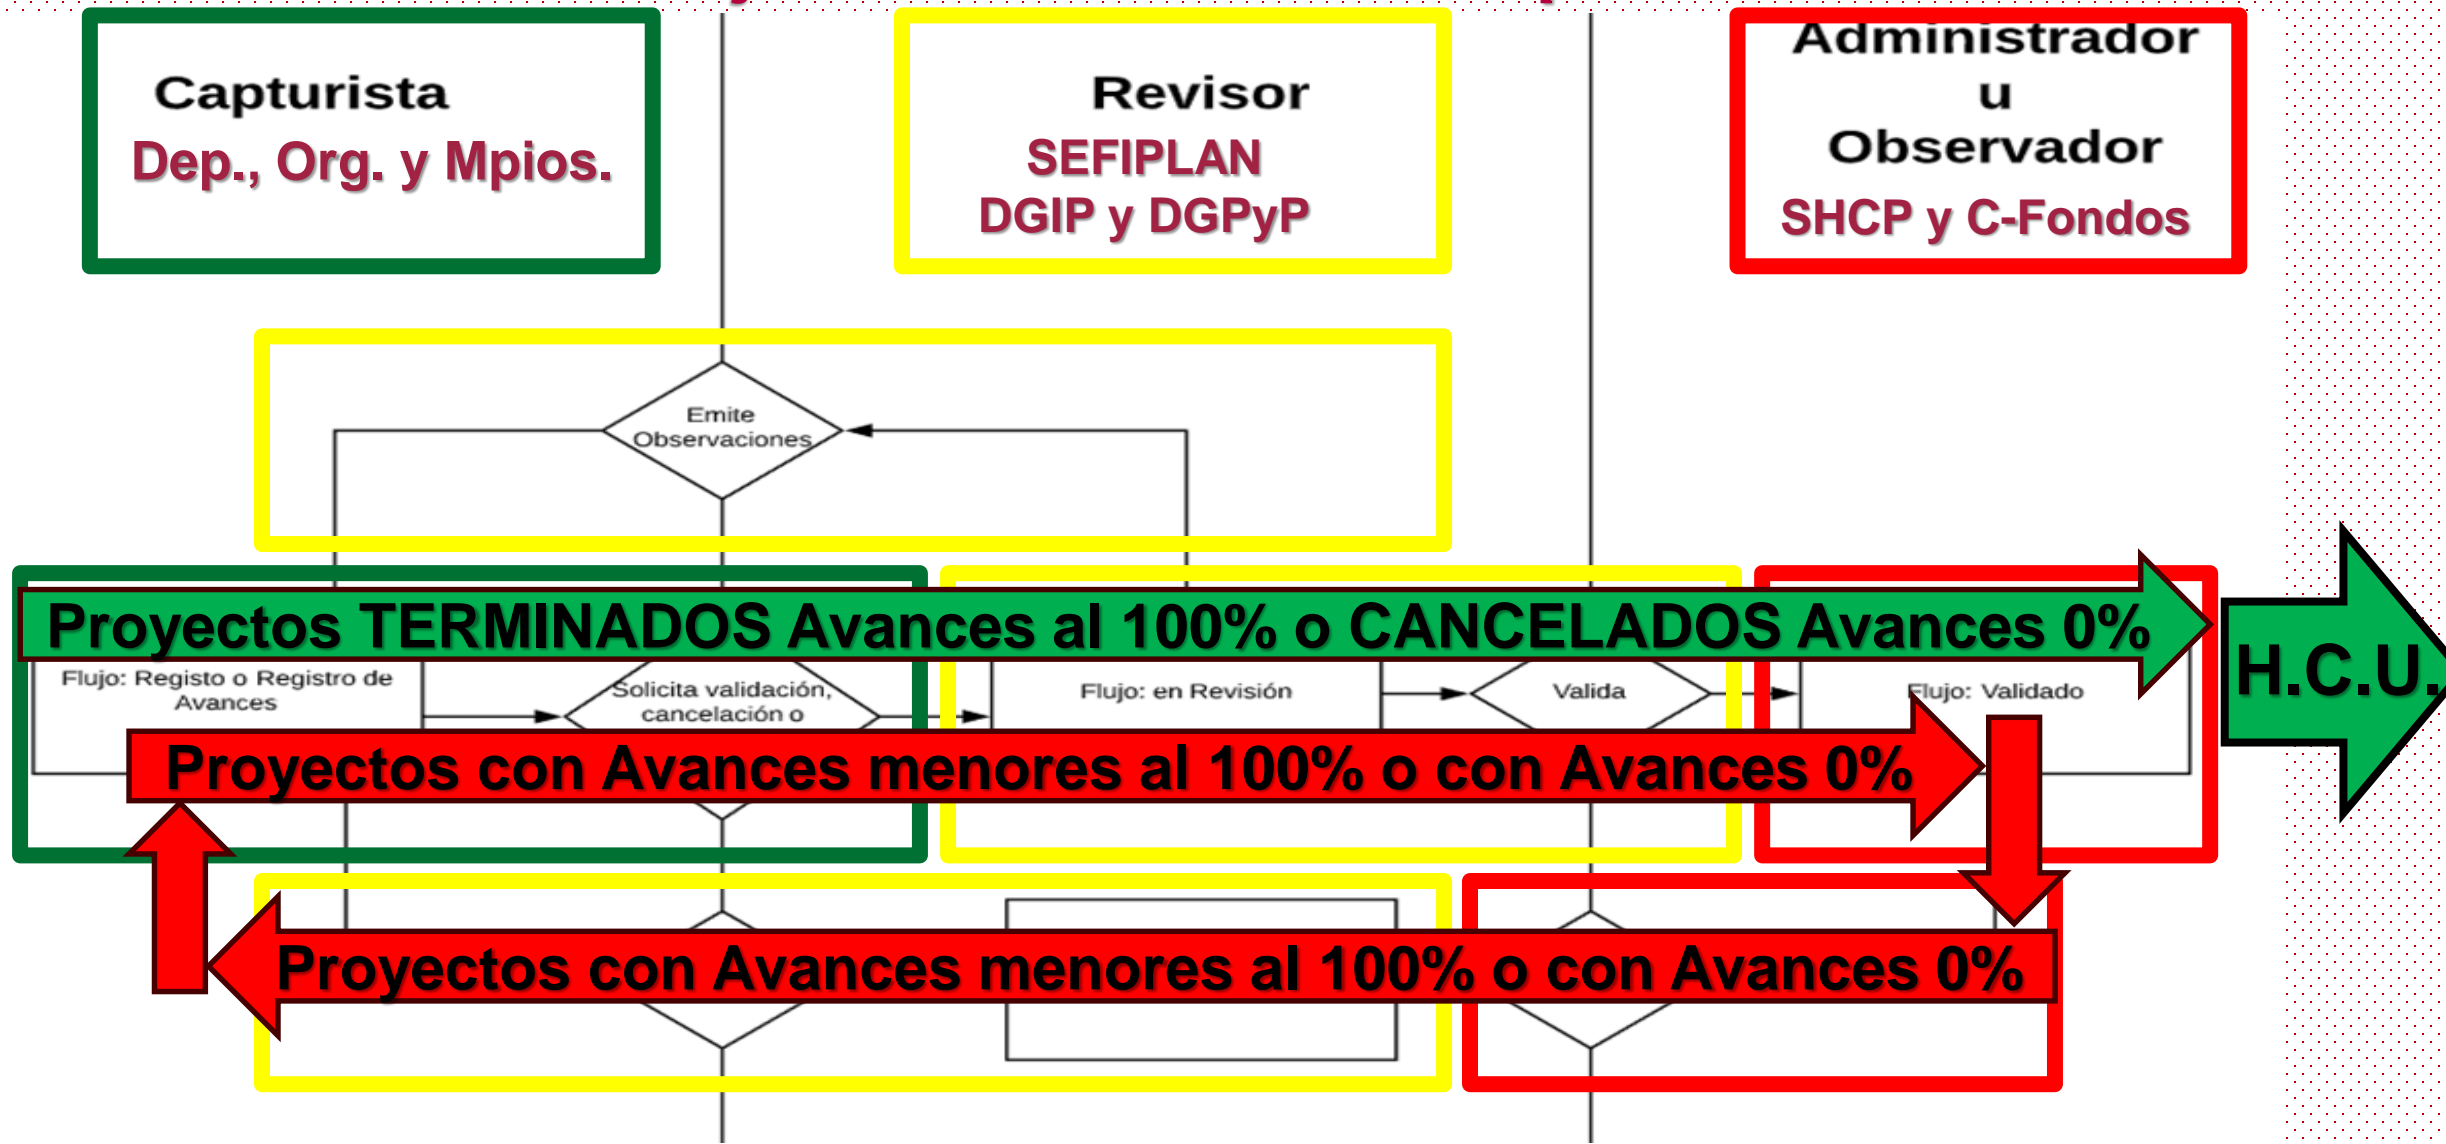 Capturista
Dep., Org. y Mpios.
Revisor
SEFIPLAN
DGIP y DGPyP
Administrador
u
Observador
SHCP y C-Fondos
Emite
Observaciones
Proyectos TERMINADOS Avances al 100% o CANCELADOS Avances 0%
H.C.U.
Flujo: Registo o Registro de
Avances
Solicita validación,
cancelación o
Flujo: en Revisión
Valida
Flujo: Validado
Proyectos con Avances menores al 100% o con Avances 0%
Proyectos con Avances menores al 100% o con Avances 0%